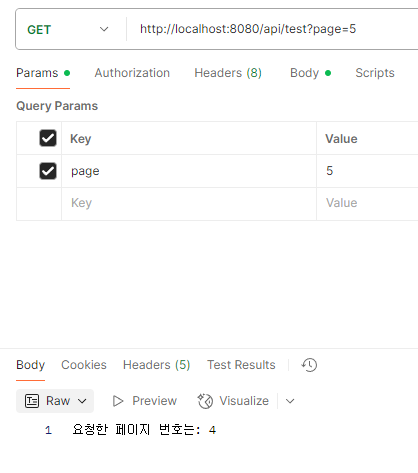 GET http://localhost:8080/api/test?page=5
Params Authorization Headers (8) Body Scripts
Query Params
Key Value
page 5
Key Value
Body Cookies Headers (5) Test Results
Raw Preview Visualize
1 요청한 페이지 번호는: 4